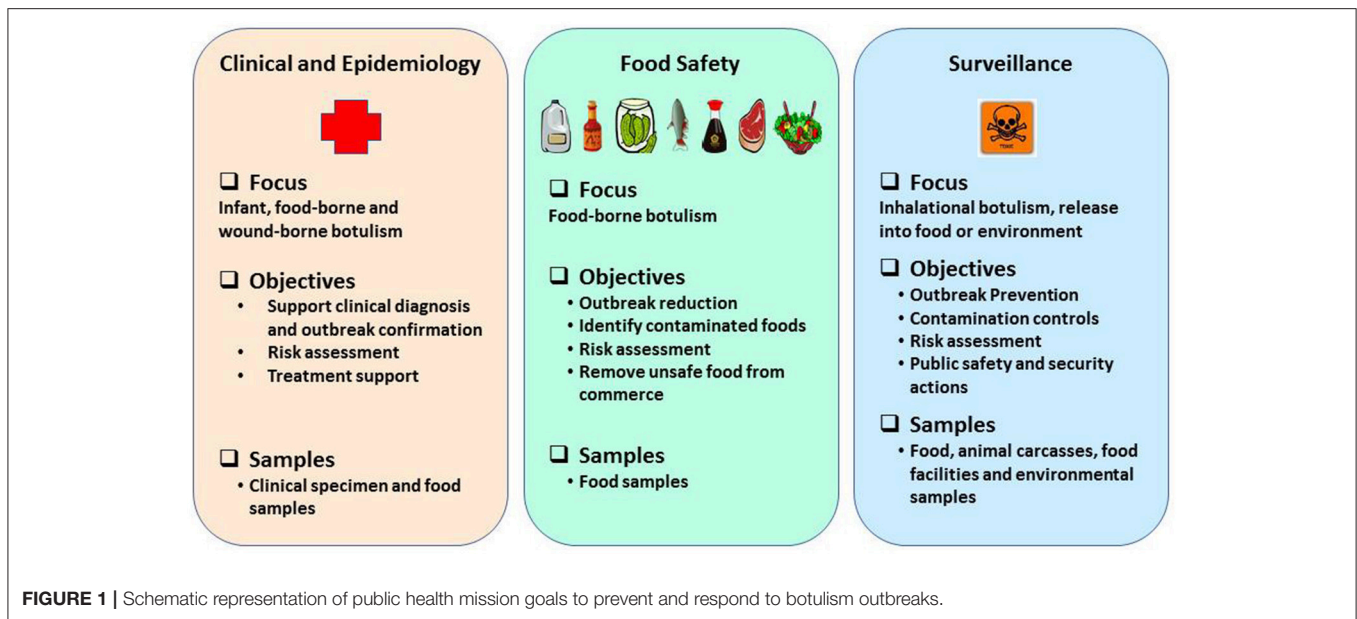 Clinical and Epidemiology
❑ Focus
Infant, food-borne and
wound-borne botulism
❑ Objectives
• Support clinical diagnosis
and outbreak confirmation
• Risk assessment
• Treatment support
❑ Samples
• Clinical specimen and food
samples
Food Safety
❑ Focus
Food-borne botulism
❑ Objectives
• Outbreak reduction
• Identify contaminated foods
• Risk assessment
• Remove unsafe food from
commerce
❑ Samples
• Food samples
Surveillance
TOXIC
❑ Focus
Inhalational botulism, release
into food or environment
❑ Objectives
• Outbreak Prevention
• Contamination controls
• Risk assessment
• Public safety and security
actions
❑ Samples
• Food, animal carcasses, food
facilities and environmental
samples
FIGURE 1 | Schematic representation of public health mission goals to prevent and respond to botulism outbreaks.